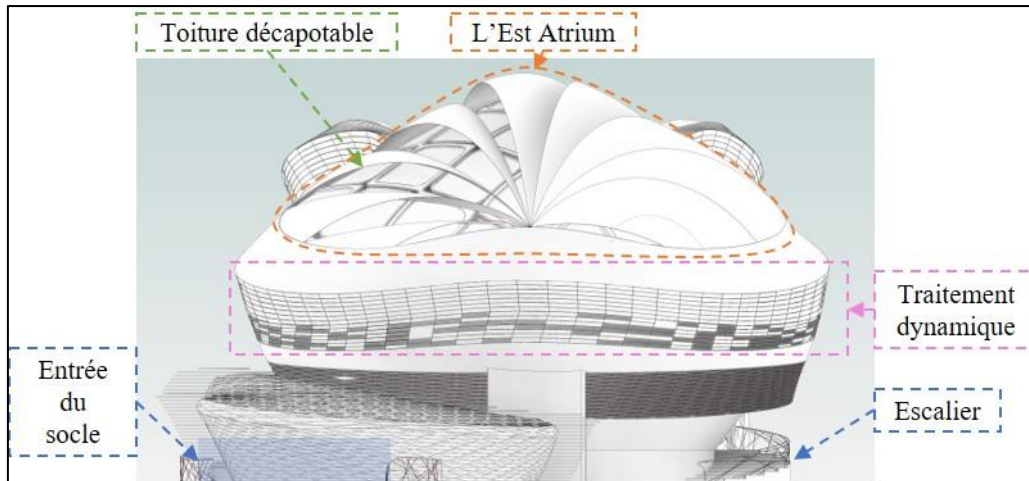 Toiture décapotable
L'Est Atrium
Traitement
dynamique
Entrée
du
socle
Escalier